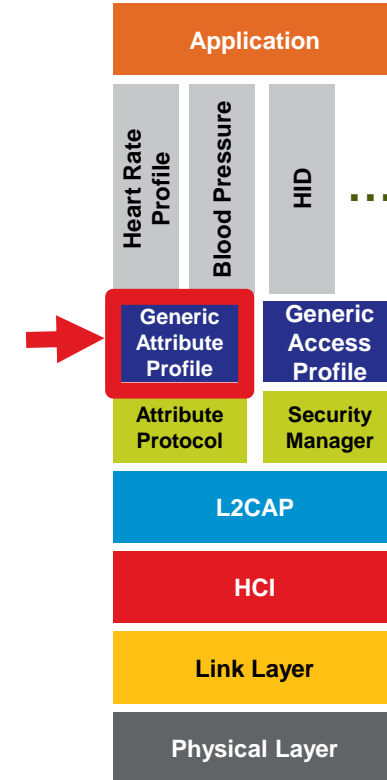 Application
Heart Rate
Profile
Blood Pressure
HID
...
Generic
Attribute
Profile
Generic
Access
Profile
Attribute
Protocol
Security
Manager
L2CAP
HCI
Link Layer
Physical Layer